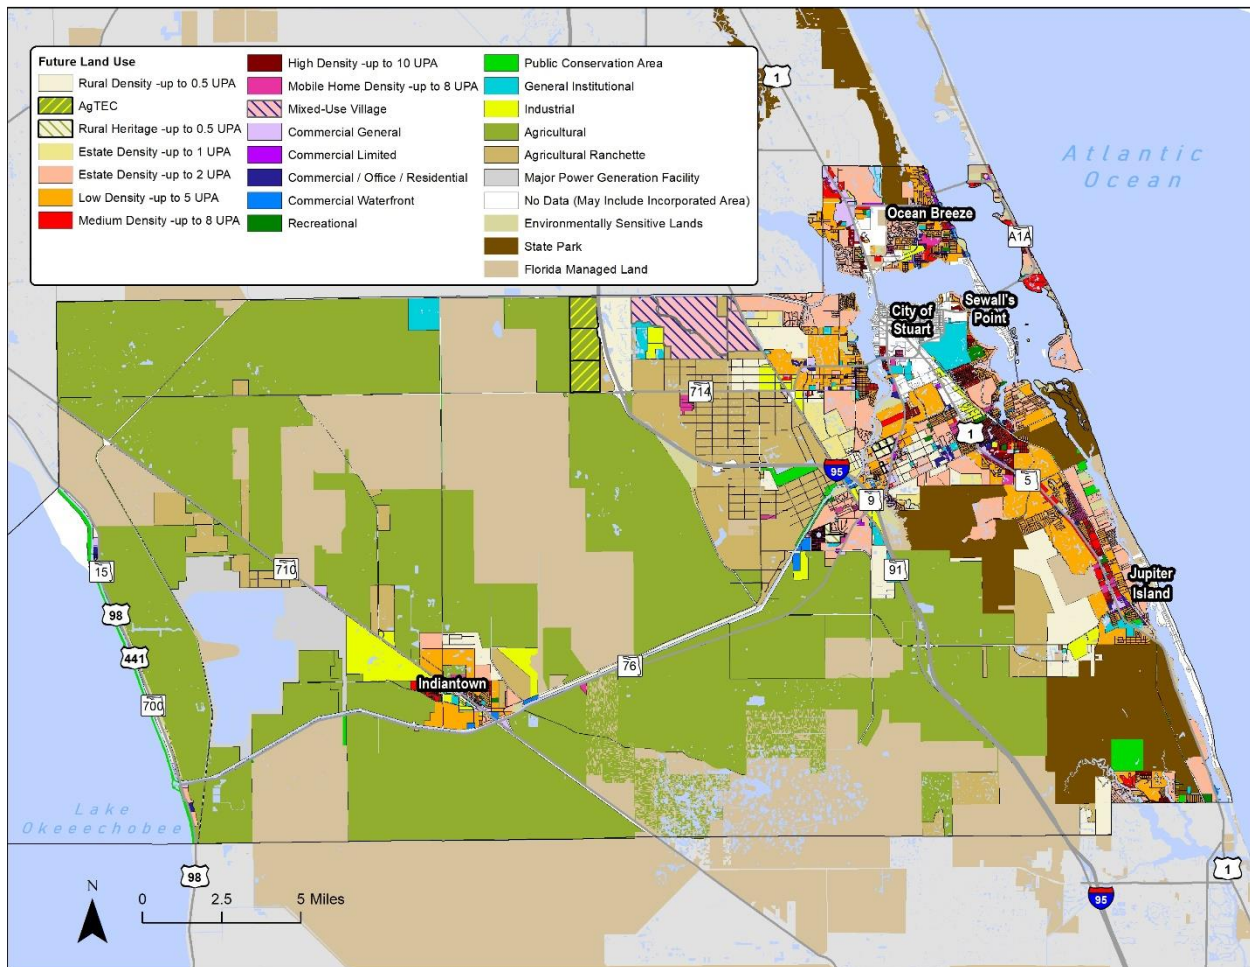 Future Land Use
Rural Density -up to 0.5 UPA
AgTEC
Rural Heritage -up to 0.5 UPA
Estate Density -up to 1 UPA
Estate Density -up to 2 UPA
Low Density -up to 5 UPA
Medium Density -up to 8 UPA
High Density -up to 10 UPA
Mobile Home Density -up to 8 UPA
Mixed-Use Village
Commercial General
Commercial Limited
Commercial / Office / Residential
Commercial Waterfront
Recreational
Public Conservation Area
General Institutional
Industrial
Agricultural
Agricultural Ranchette
Major Power Generation Facility
No Data (May Include Incorporated Area)
Environmentally Sensitive Lands
State Park
Florida Managed Land
1
Atlantic
Ocean
Ocean Breeze
A1A
City of
Stuart
Sewall's
Point
714
1
95
5
9
15
710
91
Jupiter
Island
98
441
76
Indiantown
700
Lake
Okeeechobee
98
1
95
N
0 2.5 5 Miles